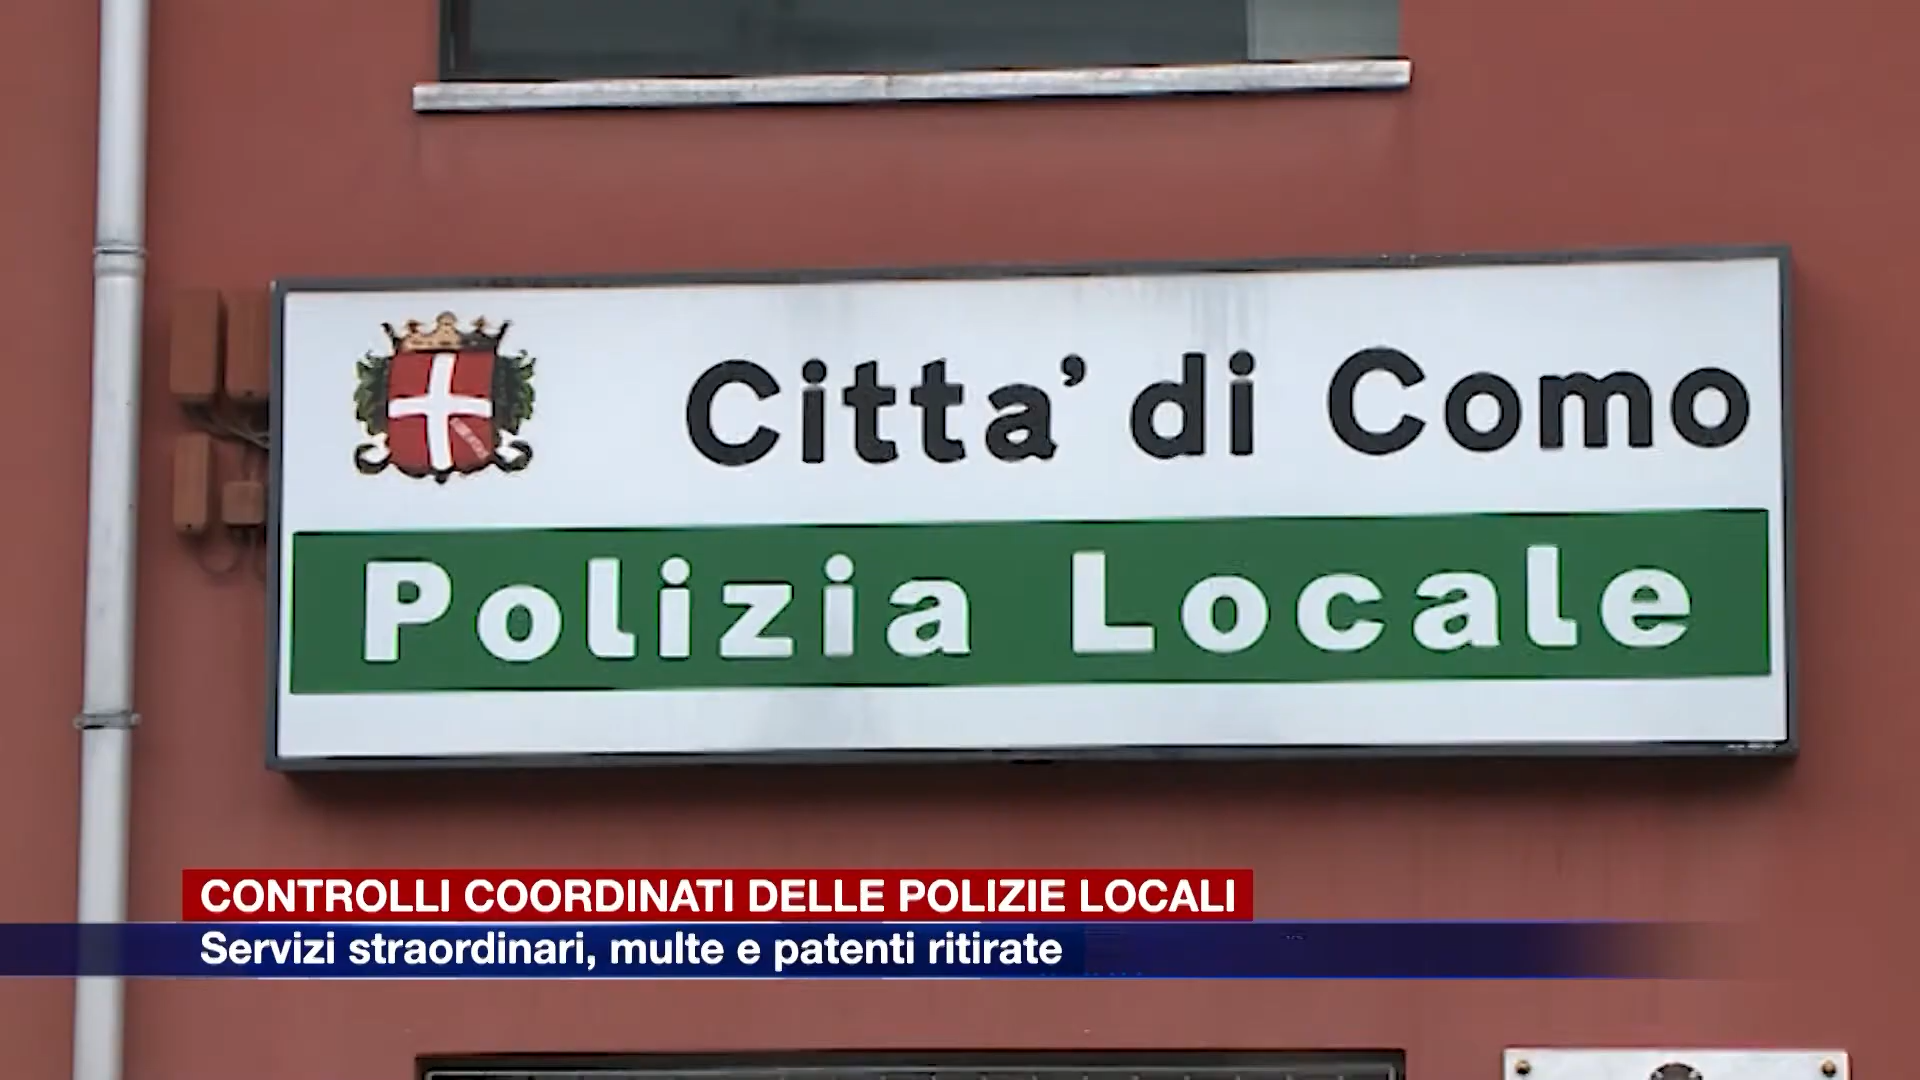 Citta' di Como
Polizia Locale
CONTROLLI COORDINATI DELLE POLIZIE LOCALI
Servizi straordinari, multe e patenti ritirate